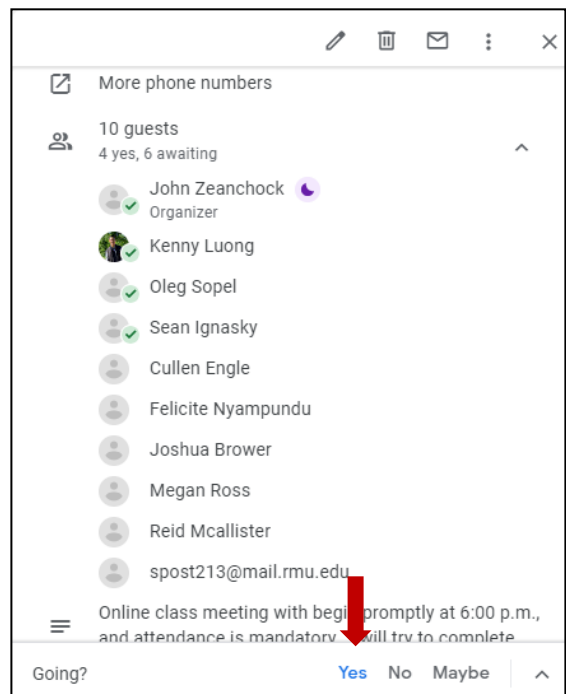 More phone numbers
10 guests
4 yes, 6 awaiting
John Zeanchock
Organizer
Kenny Luong
Oleg Sopel
Sean Ignasky
Cullen Engle
Felicite Nyampundu
Joshua Brower
Megan Ross
Reid Mcallister
spost213@mail.rmu.edu
Online class meeting with begin promptly at 6:00 p.m.,
and attendance is mandatory. will try to complete
Going? Yes No Maybe